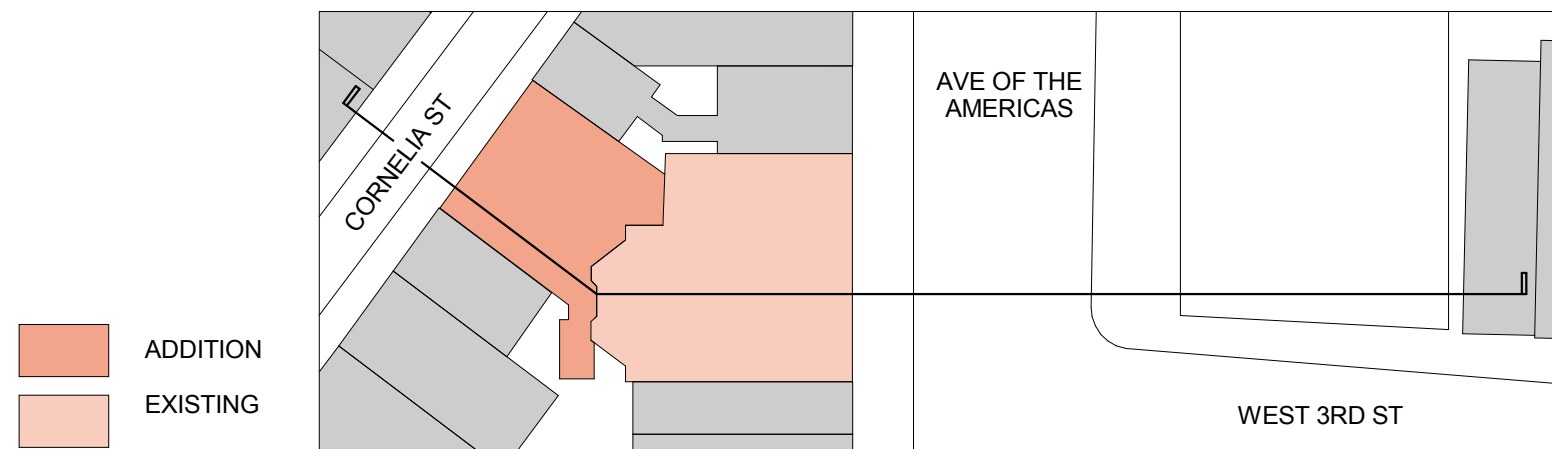 CORNELIA ST
AVE OF THE
AMERICAS
ADDITION
EXISTING
WEST 3RD ST